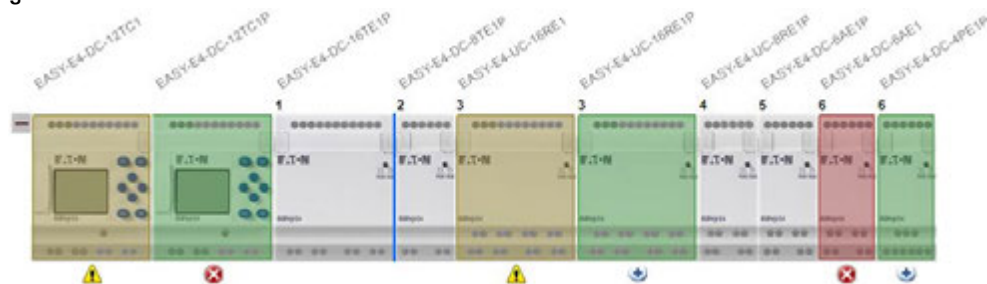 EASY-E4-DC-12TC1
EASY-E4-DC-12TC1P
EASY-E4-DC-16TE1P
EASY-E4-DC-8TE1P
EASY-E4-UC-16RE1
EASY-E4-UC-16RE1P
EASY-E4-UC-8RE1P
EASY-E4-DC-6AE1P
EASY-E4-DC-6AE1
EASY-E4-DC-4PE1P
1 2 3 3 4 5 6 6
E·T·N E·T·N E·T·N E·T·N E·T·N E·T·N E·T·N E·T·N E·T·N E·T·N